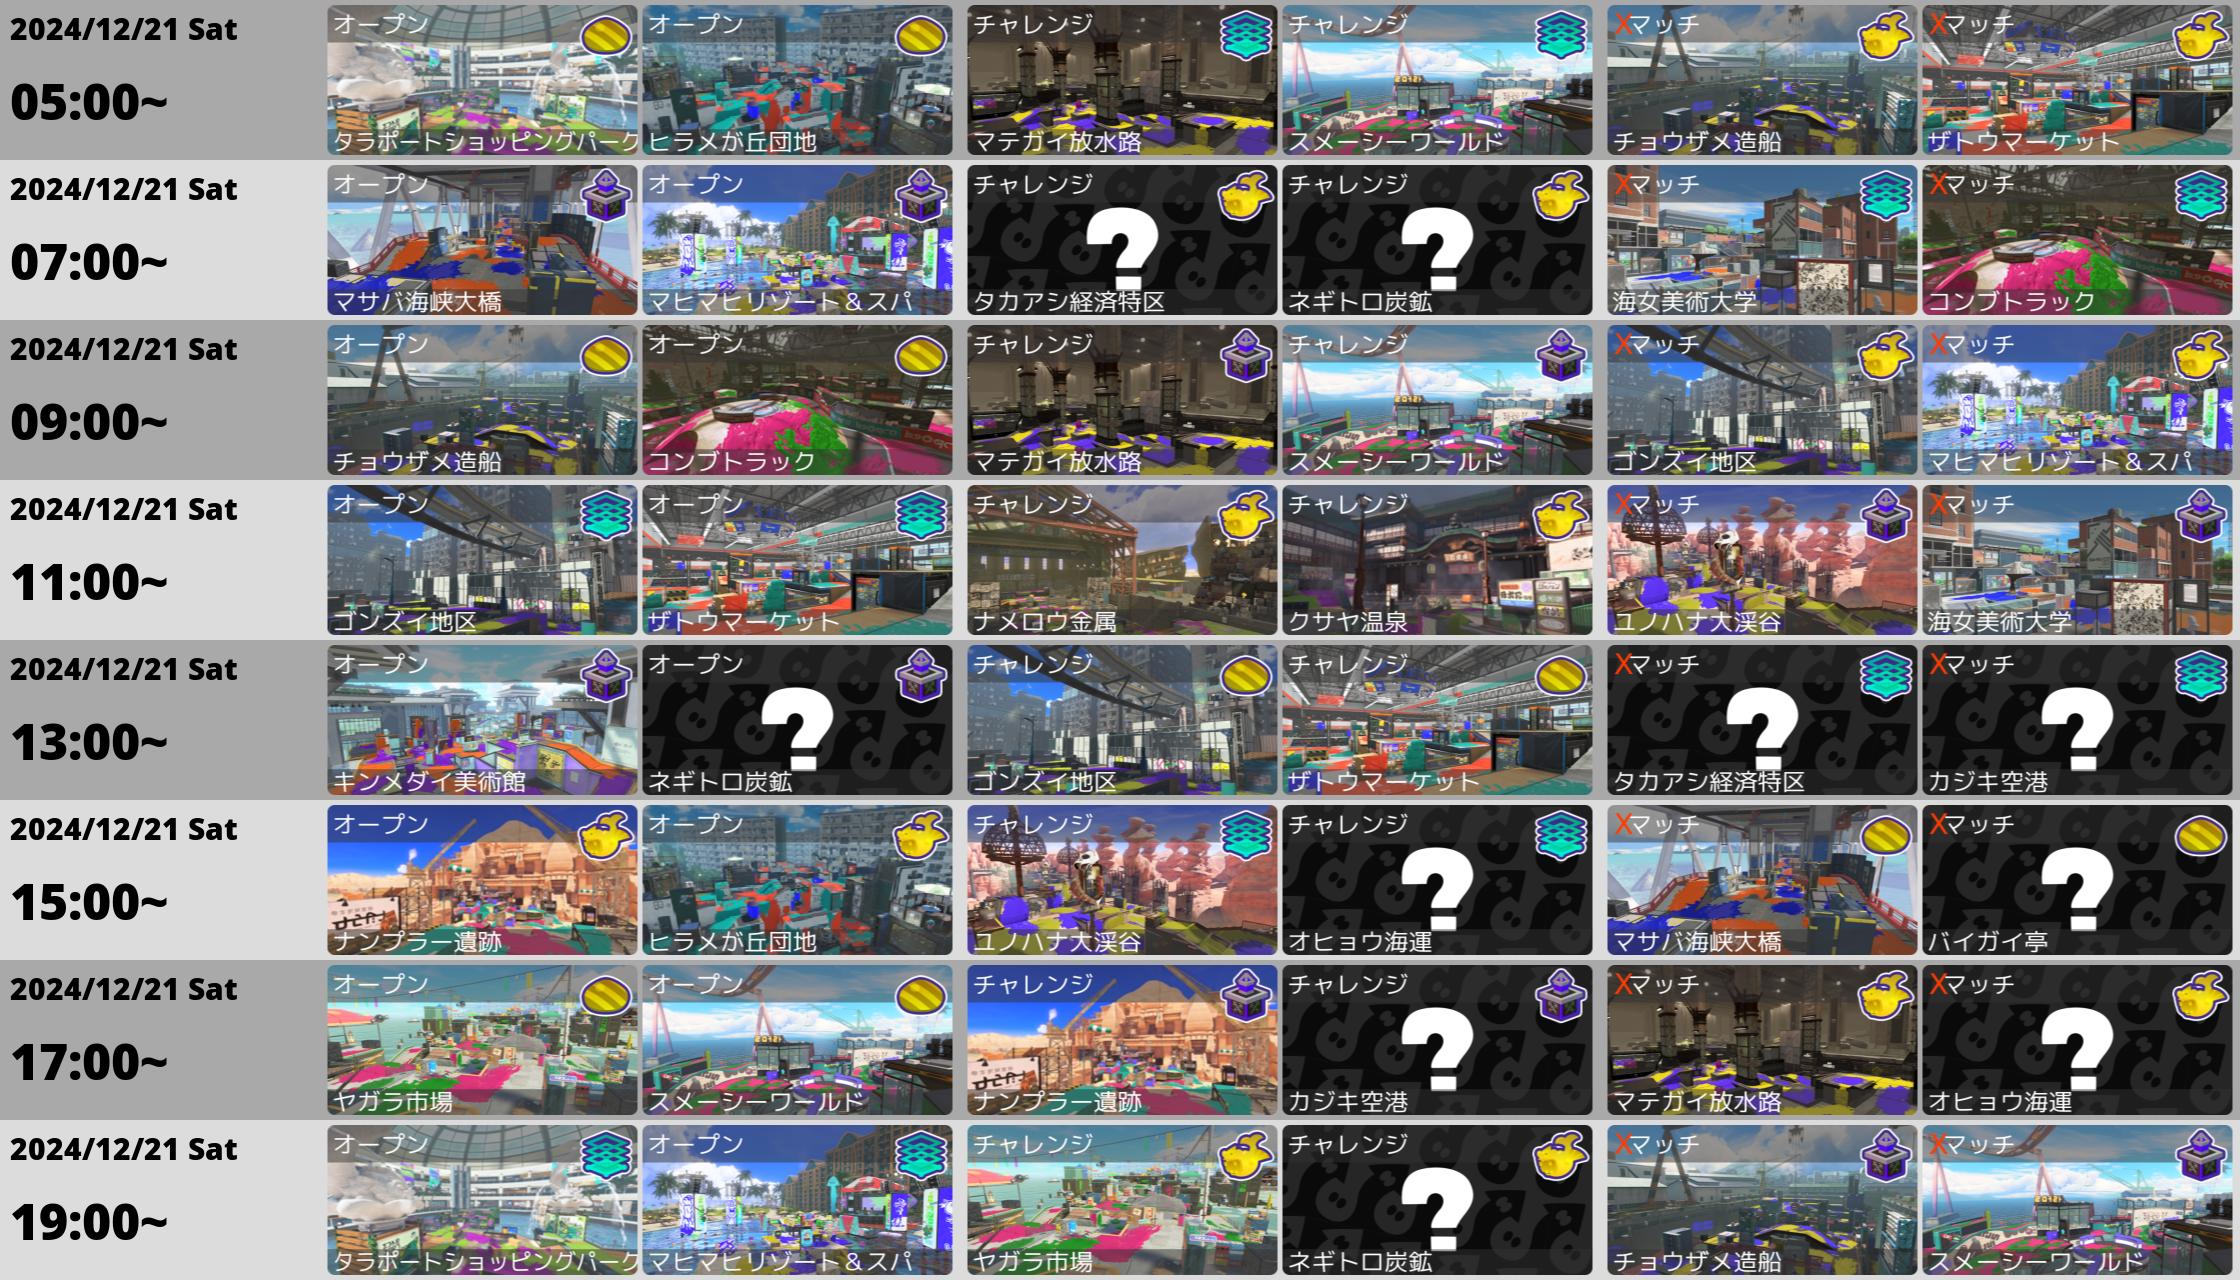 2024/12/21 Sat
05:00~
オープン
タラポートショッピングパーク
オープン
ヒラメが丘団地
チャレンジ
マテガイ放水路
チャレンジ
スメーシーワールド
Xマッチ
チョウザメ造船
Xマッチ
ザトウマーケット
2024/12/21 Sat
07:00~
オープン
マサバ海峡大橋
オープン
マヒマヒリゾート＆スパ
チャレンジ
?
タカアシ経済特区
チャレンジ
?
ネギトロ炭鉱
Xマッチ
海女美術大学
Xマッチ
コンブトラック
2024/12/21 Sat
09:00~
オープン
チョウザメ造船
オープン
コンブトラック
チャレンジ
マテガイ放水路
チャレンジ
スメーシーワールド
Xマッチ
ゴンズイ地区
Xマッチ
マヒマヒリゾート＆スパ
2024/12/21 Sat
11:00~
オープン
ゴンズイ地区
オープン
ザトウマーケット
チャレンジ
ナメロウ金属
チャレンジ
クサヤ温泉
Xマッチ
ユノハナ大渓谷
Xマッチ
海女美術大学
2024/12/21 Sat
13:00~
オープン
キンメダイ美術館
オープン
?
ネギトロ炭鉱
チャレンジ
ゴンズイ地区
チャレンジ
ザトウマーケット
Xマッチ
?
タカアシ経済特区
Xマッチ
?
カジキ空港
2024/12/21 Sat
15:00~
オープン
ナンプラー遺跡
オープン
ヒラメが丘団地
チャレンジ
ユノハナ大渓谷
チャレンジ
?
オヒョウ海運
Xマッチ
マサバ海峡大橋
Xマッチ
?
バイガイ亭
2024/12/21 Sat
17:00~
オープン
ヤガラ市場
オープン
スメーシーワールド
チャレンジ
ナンプラー遺跡
チャレンジ
?
カジキ空港
Xマッチ
マテガイ放水路
Xマッチ
?
オヒョウ海運
2024/12/21 Sat
19:00~
オープン
タラポートショッピングパーク
オープン
マヒマヒリゾート＆スパ
チャレンジ
ヤガラ市場
チャレンジ
?
ネギトロ炭鉱
Xマッチ
チョウザメ造船
Xマッチ
スメーシーワールド